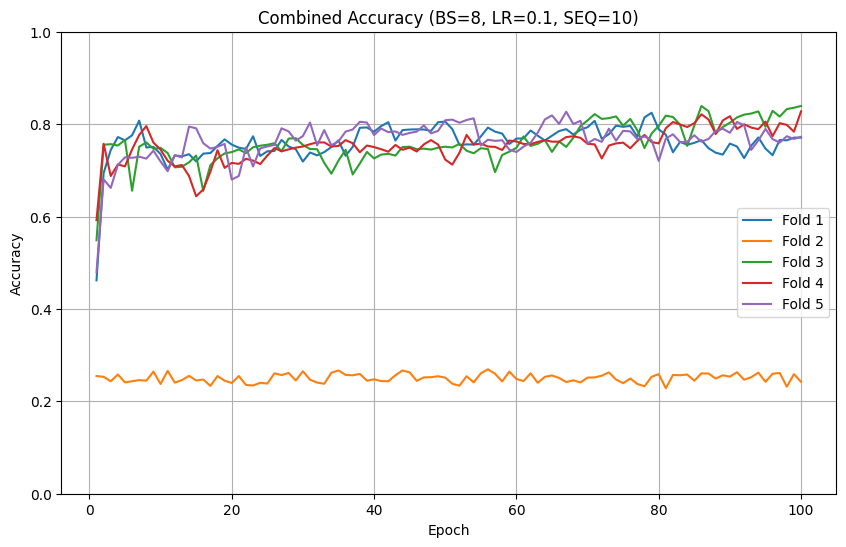 Combined Accuracy (BS=8, LR=0.1, SEQ=10)
Accuracy
1.0
0.8
0.6
0.4
0.2
0.0
Fold 1
Fold 2
Fold 3
Fold 4
Fold 5
0 20 40 60 80 100
Epoch